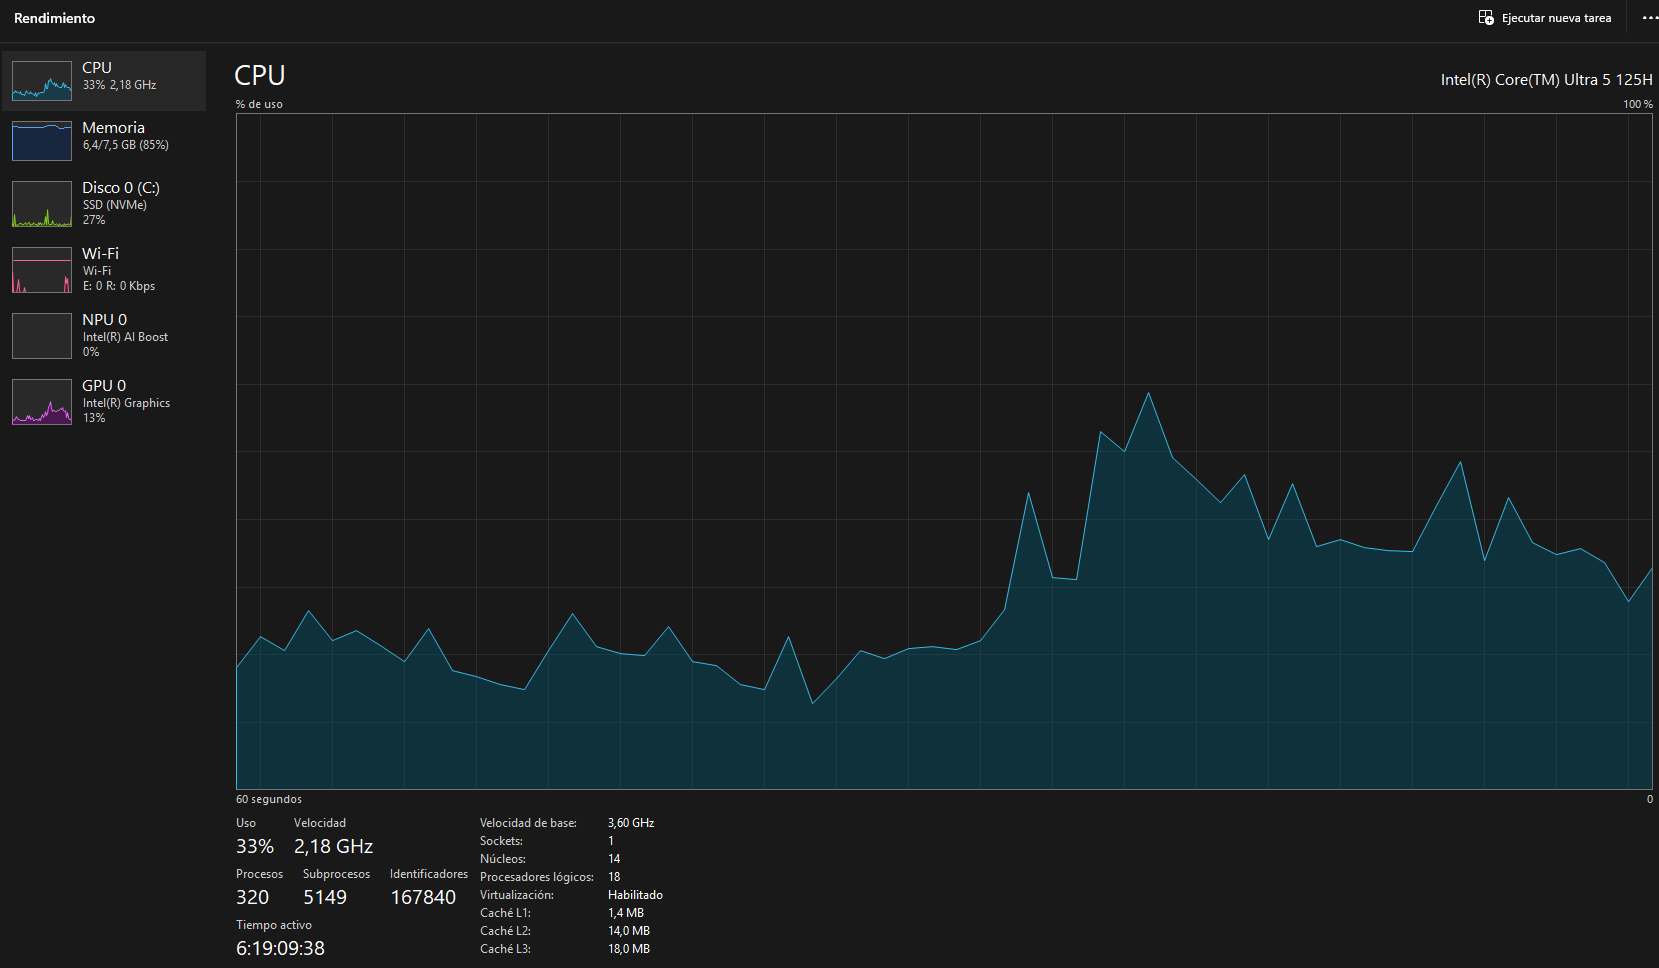 Rendimiento
Ejecutar nueva tarea
CPU
33% 2,18 GHz
Memoria
6,4/7,5 GB (85%)
Disco 0 (C:)
SSD (NVMe)
27%
Wi-Fi
Wi-Fi
E: 0 R: 0 Kbps
NPU 0
Intel(R) AI Boost
0%
GPU 0
Intel(R) Graphics
13%
CPU
Intel(R) Core(TM) Ultra 5 125H
% de uso
100 %
60 segundos
0
Uso
33%
Velocidad
2,18 GHz
Procesos
320
Subprocesos
5149
Identificadores
167840
Tiempo activo
6:19:09:38
Velocidad de base: 3,60 GHz
Sockets: 1
Núcleos: 14
Procesadores lógicos: 18
Virtualización: Habilitado
Caché L1: 1,4 MB
Caché L2: 14,0 MB
Caché L3: 18,0 MB